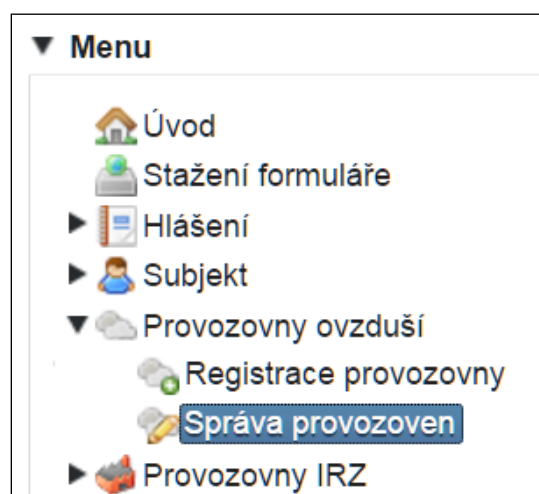 Menu
Úvod
Stažení formuláře
Hlášení
Subjekt
Provozovny ovzduší
Registrace provozovny
Správa provozoven
Provozovny IRZ